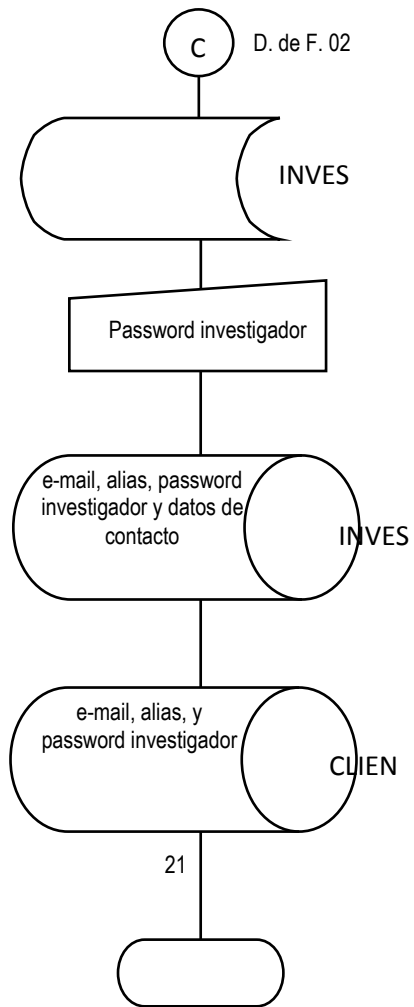 C D. de F. 02
INVES
Password investigador
e-mail, alias, password
investigador y datos de
contacto
INVES
e-mail, alias, y
password investigador
CLIEN
21